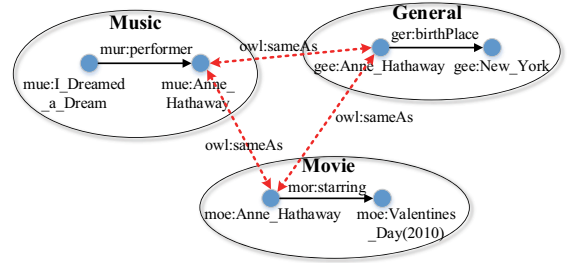 Music
mur:performer
mue:I_Dreamed
_a_Dream
mue:Anne_
Hathaway
owl:sameAs
General
ger:birthPlace
gee:Anne_Hathaway
gee:New_York
owl:sameAs
owl:sameAs
Movie
mor:starring
moe:Anne_Hathaway
moe:Valentines
_Day(2010)